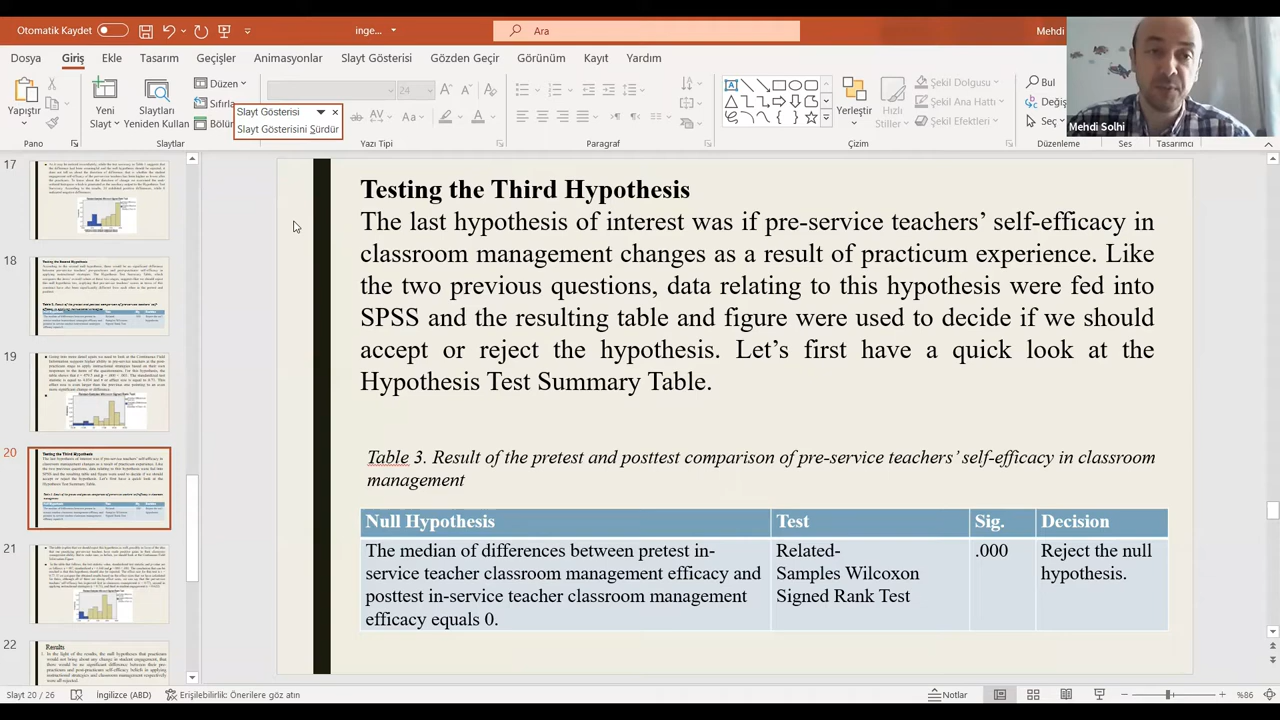 Otomatik Kaydet
inge...
Ara
Mehdi
Dosya Giriş Ekle Tasarım Geçişler Animasyonlar Slayt Gösterisi Gözden Geçir Görünüm Kayıt Yardım
Yapıştır
Yeni
Slayt
Slaytları
Yeniden Kullan
Düzen
Sıfırla
Bölüm
Slayt Gösterisi
Slayt Gösterisini Sürdür
24
Yerleştir
Hızlı
Stiller
Şekil Dolgusu
Şekil Ana Hattı
Şekil Efektleri
Bul
Değiş
Seç
Mehdi Solhi
Pano
Slaytlar
Yazı Tipi
Paragraf
Çizim
Düzenleme
Ses
Tasarımcı
17
18
19
20
21
22
Testing the Third Hypothesis
The last hypothesis of interest was if pre-service teachers’ self-efficacy in
classroom management changes as a result of practicum experience. Like
the two previous questions, data relating to this hypothesis were fed into
SPSS and the resulting table and figure were used to decide if we should
accept or reject the hypothesis. Let’s first have a quick look at the
Hypothesis Test Summary Table.
Table 3. Result of the pretest and posttest comparison of pre-service teachers’ self-efficacy in classroom
management
Null Hypothesis Test Sig. Decision
The median of differences between pretest in-
service teacher classroom management efficacy an
posttest in-service teacher classroom management
efficacy equals 0.
Related-
Samples Wilcoxon
Signed Rank Test
.000
Reject the null
hypothesis.
Results
Slayt 20 / 26
İngilizce (ABD)
Erişilebilirlik: Önerilere göz atın
Notlar
%86